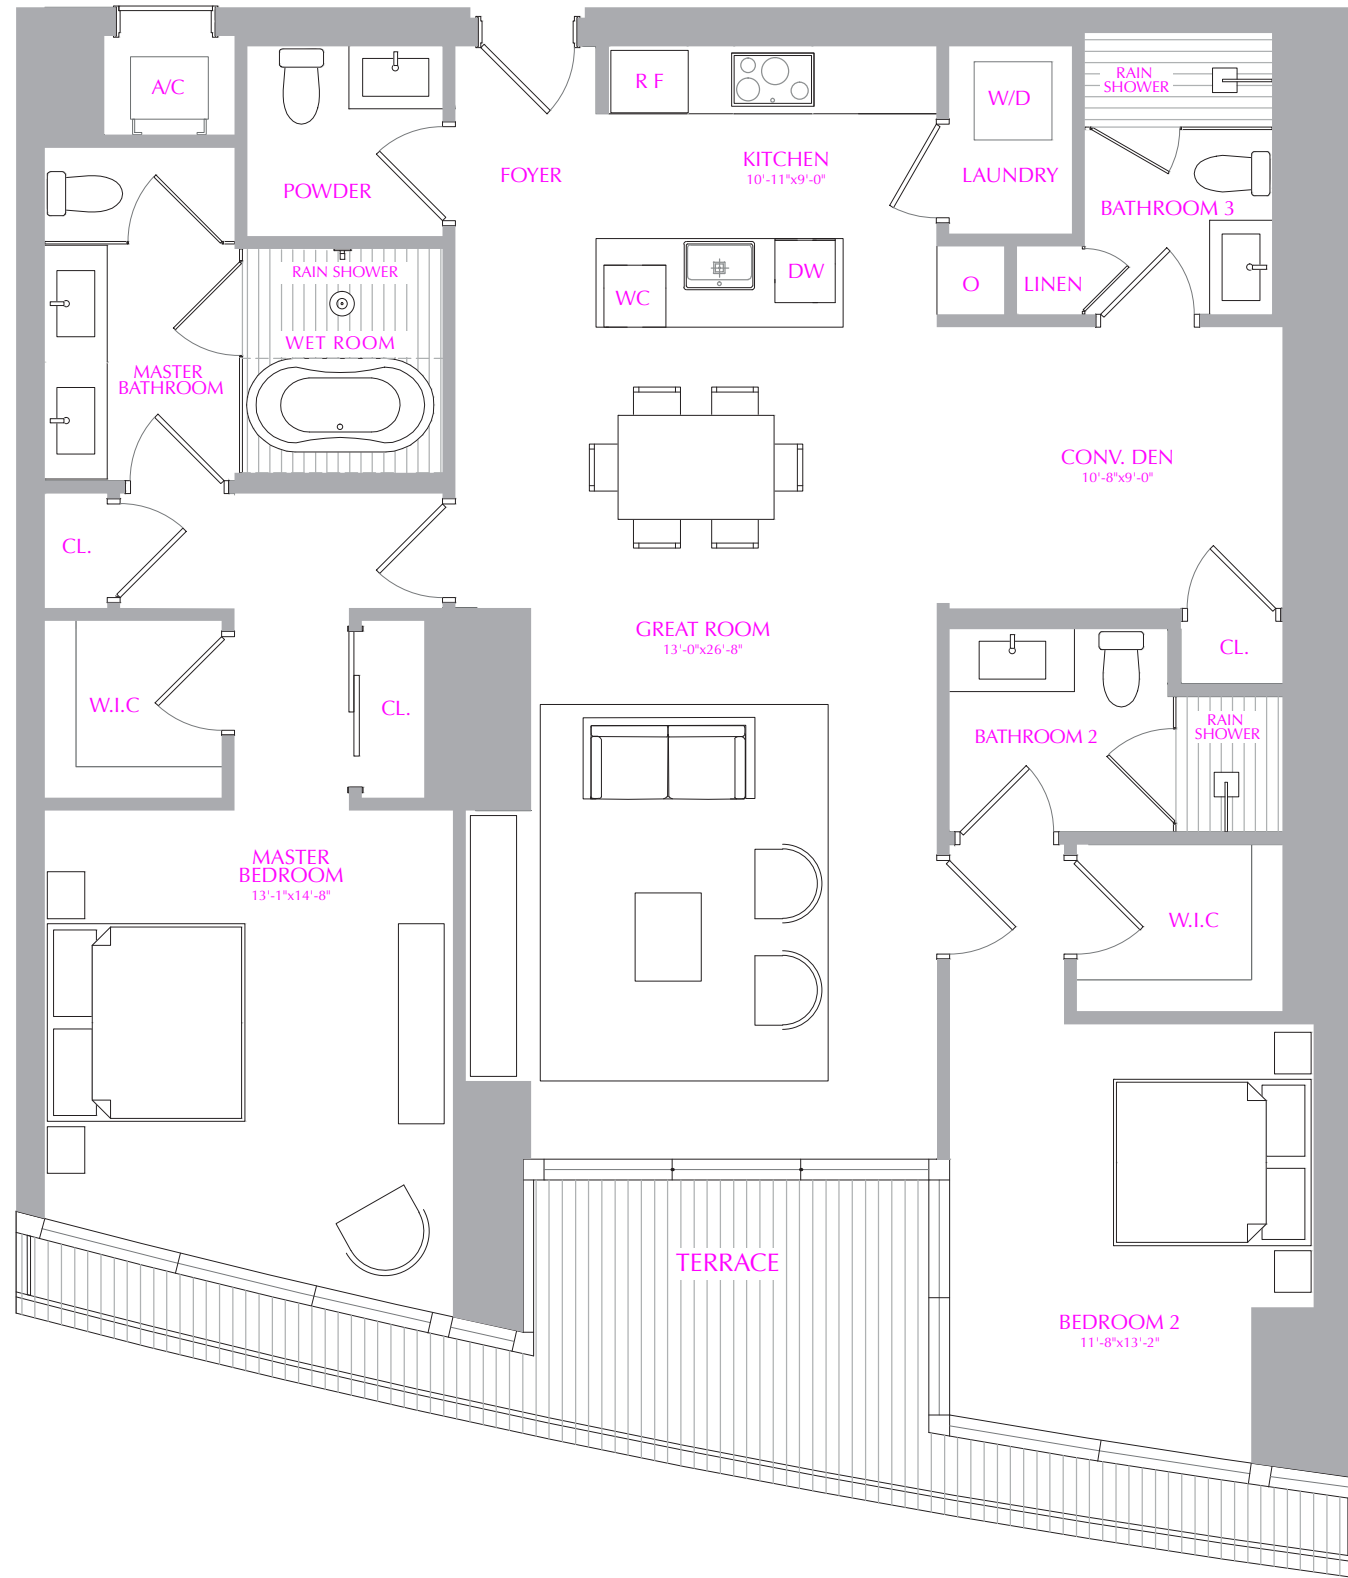 A/C
POWDER
FOYER
R F
KITCHEN
10'-11"x9'-0"
W/D
LAUNDRY
RAIN
SHOWER
BATHROOM 3
RAIN SHOWER
WET ROOM
MASTER
BATHROOM
WC
DW
O
LINEN
CONV. DEN
10'-8"x9'-0"
CL.
GREAT ROOM
13'-0"x26'-8"
CL.
W.I.C
CL.
BATHROOM 2
RAIN
SHOWER
MASTER
BEDROOM
13'-1"x14'-8"
W.I.C
TERRACE
BEDROOM 2
11'-8"x13'-2"